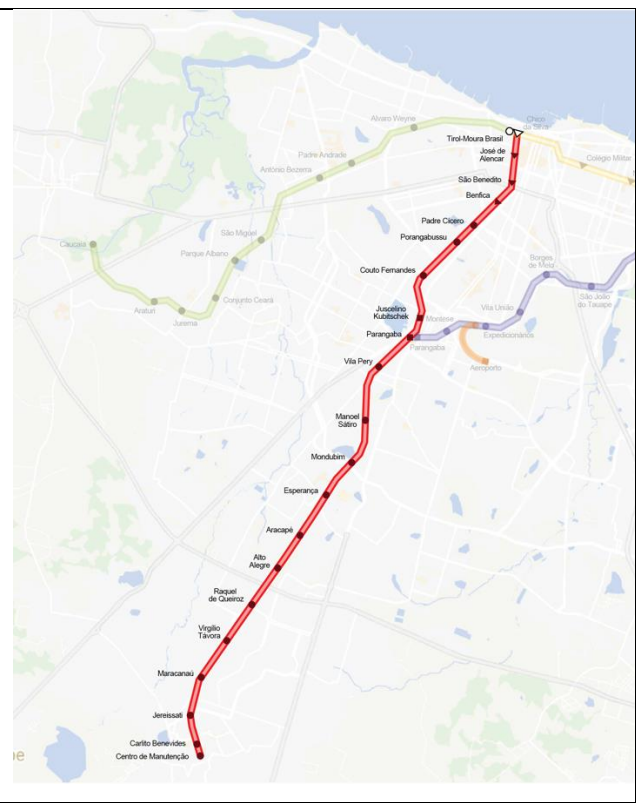 Alvaro Weyne
Chico
da Silva
Tirol-Moura Brasil
José de
Alencar
Padre Andrade
Colégio Militar
Antônio Bezerra
São Benedito
Benfica
Padre Cícero
São Miguel
Porangabussu
Caucaia
Parque Albano
Borges
de Melo
Couto Fernandes
São João
do Tauape
Conjunto Ceará
Araturi
Jurema
Juscelino
Kubitschek
Montese
Vila União
Expedicionários
Parangaba
Parangaba
Vila Pery
Aeroporto
Manoel
Sátiro
Mondubim
Esperança
Aracapé
Alto
Alegre
Raquel
de Queiroz
Virgílio
Távora
Maracanaú
Jereissati
Carlito Benevides
Centro de Manutenção
pe